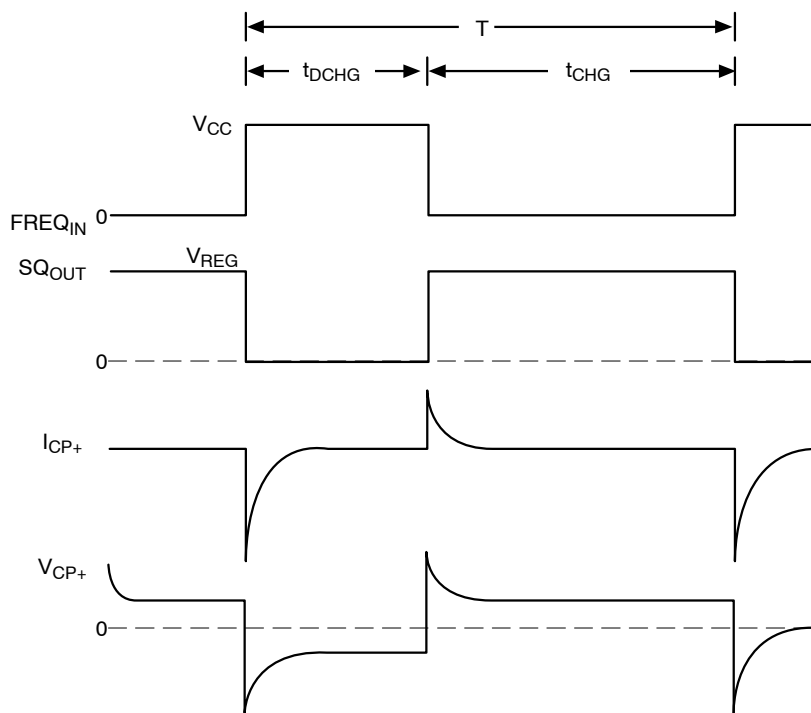 T
tDCHG tCHG
VCC
0
FREQIN
VREG
SQOUT
0
ICP+
VCP+
0